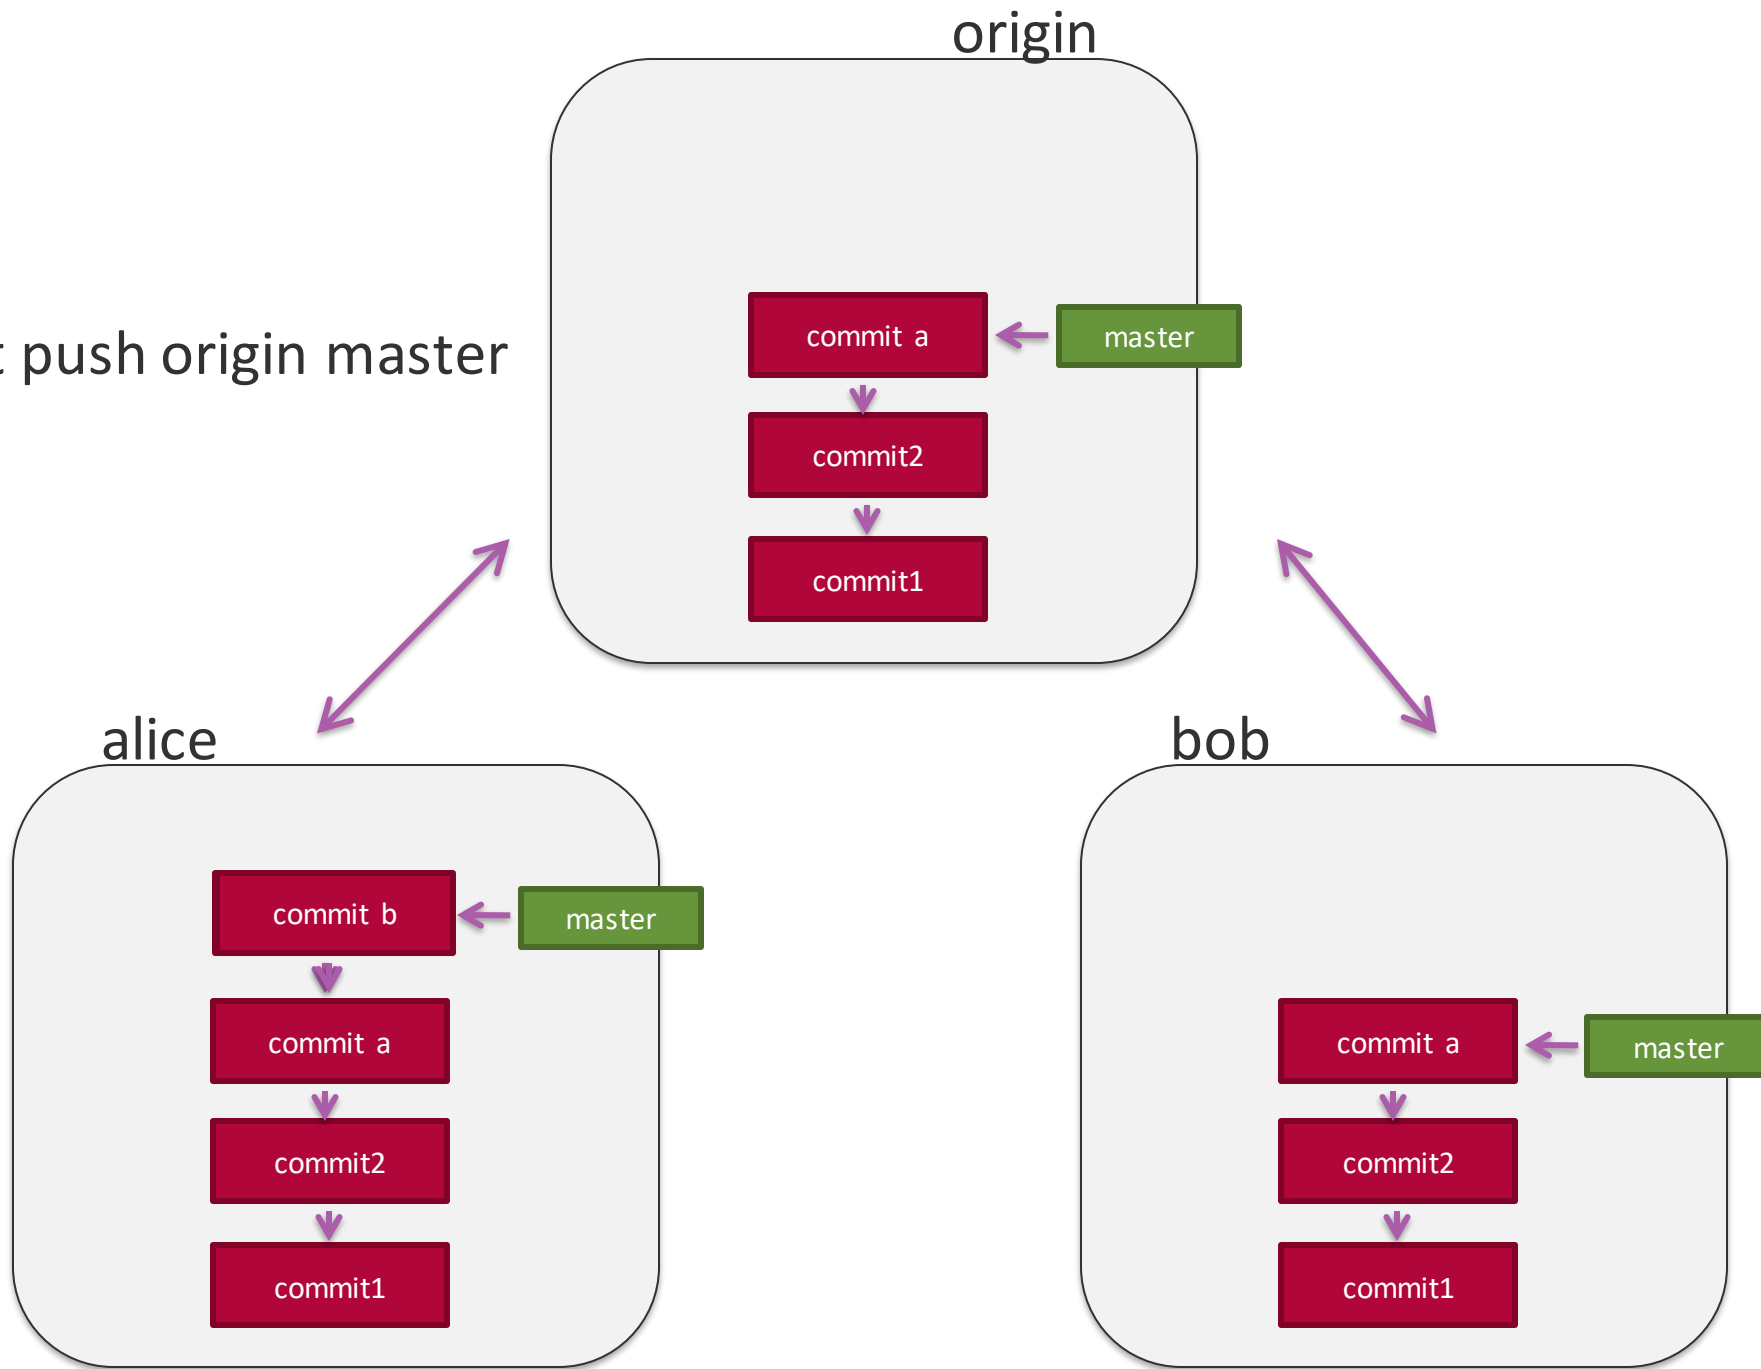 origin
commit a
master
push origin master
commit2
commit1
alice
bob
commit b
master
commit a
commit a
master
commit2
commit2
commit1
commit1